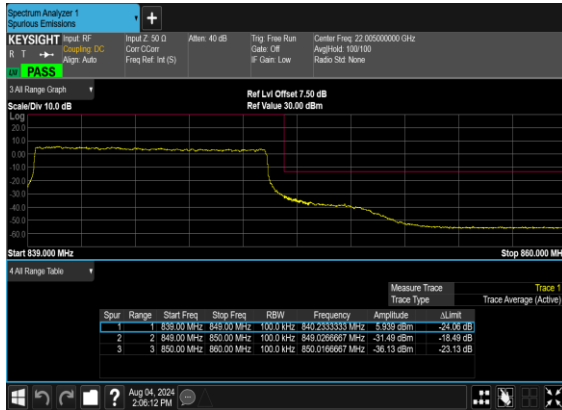 Spectrum Analyzer 1
Spurious Emissions
KEYSIGHT Input: RF Input Z: 50 Ω Atten: 40 dB Trig: Free Run Center Freq: 22.005000000 GHz
R T Coupling: DC Corr CCorr Gate: Off Avg|Hold: 100/100
Align: Auto Freq Ref: Int (S) IF Gain: Low Radio Std: None
PASS
3 All Range Graph
Ref Lvl Offset 7.50 dB
Scale/Div 10.0 dB Ref Value 30.00 dBm
Log
20.0
10.0
0.00
-10.0
-20.0
-30.0
-40.0
-50.0
-60.0
Start 839.000 MHz Stop 860.000 MH
4 All Range Table
Measure Trace Trace 1
Trace Type Trace Average (Active)
Spur Range Start Freq Stop Freq RBW Frequency Amplitude ΔLimit
1 1 839.00 MHz 849.00 MHz 100.0 kHz 840.2333333 MHz 5.939 dBm -24.06 dB
2 2 849.00 MHz 850.00 MHz 100.0 kHz 849.0266667 MHz -31.49 dBm -18.49 dB
3 3 850.00 MHz 860.00 MHz 100.0 kHz 850.0166667 MHz -36.13 dBm -23.13 dB
Aug 04, 2024
2:06:12 PM